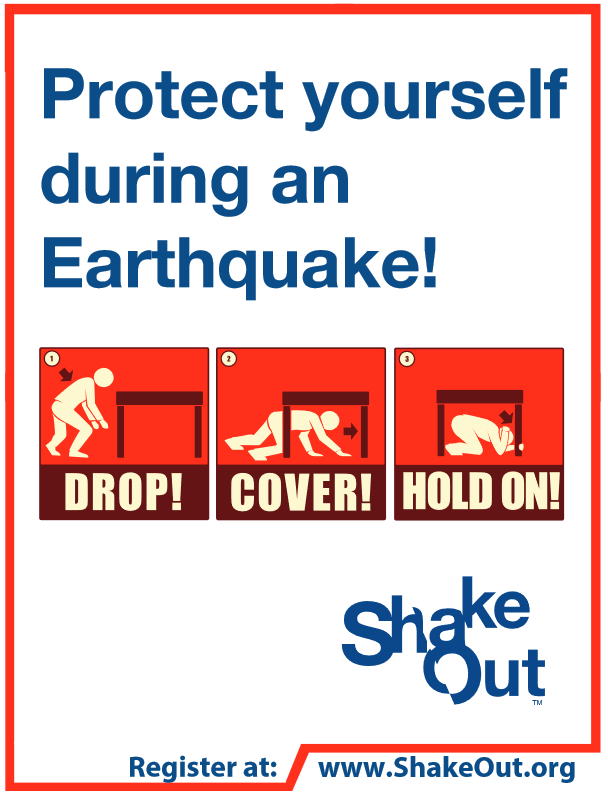 Protect yourself
during an
Earthquake!
1
2
3
DROP!
COVER!
HOLD ON!
Shake
Out
TM
Register at:
www.ShakeOut.org